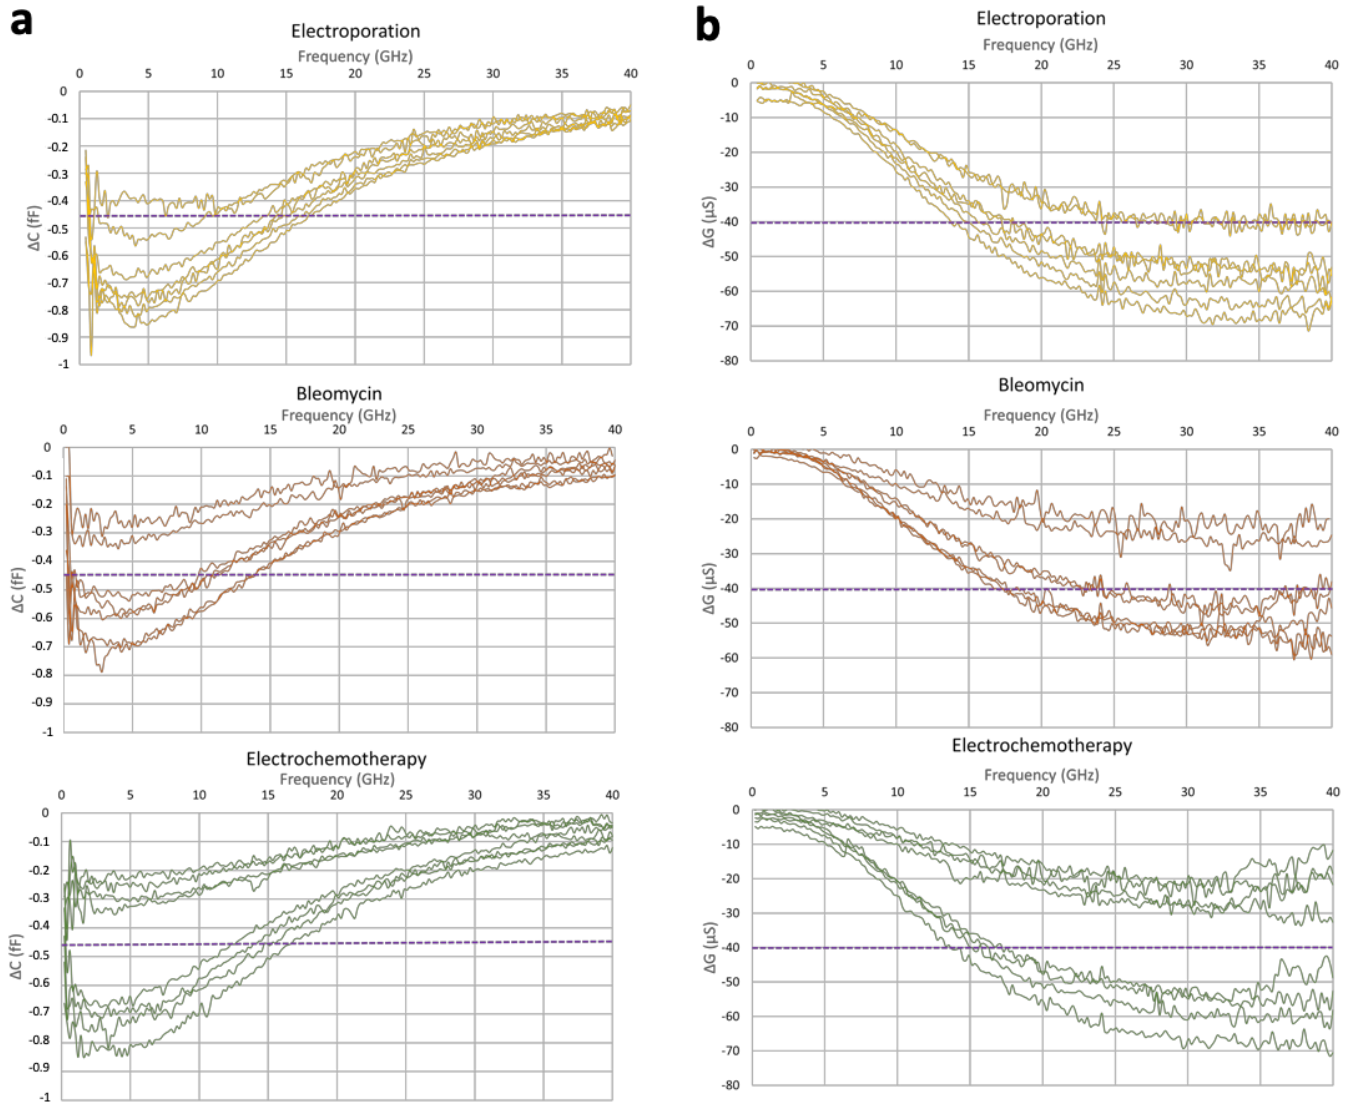 a
Electroporation
Frequency (GHz)
0 5 10 15 20 25 30 35 40
0
-0.1
-0.2
-0.3
-0.4
-0.5
-0.6
-0.7
-0.8
-0.9
-1
ΔC (fF)
Bleomycin
Frequency (GHz)
0 5 10 15 20 25 30 35 40
0
-0.1
-0.2
-0.3
-0.4
-0.5
-0.6
-0.7
-0.8
-0.9
-1
ΔC (fF)
Electrochemotherapy
Frequency (GHz)
0 5 10 15 20 25 30 35 40
0
-0.1
-0.2
-0.3
-0.4
-0.5
-0.6
-0.7
-0.8
-0.9
-1
ΔC (fF)
b
Electroporation
Frequency (GHz)
0 5 10 15 20 25 30 35 40
0
-10
-20
-30
-40
-50
-60
-70
-80
ΔG (µS)
Bleomycin
Frequency (GHz)
0 5 10 15 20 25 30 35 40
0
-10
-20
-30
-40
-50
-60
-70
-80
ΔG (µS)
Electrochemotherapy
Frequency (GHz)
0 5 10 15 20 25 30 35 40
0
-10
-20
-30
-40
-50
-60
-70
-80
ΔG (µS)